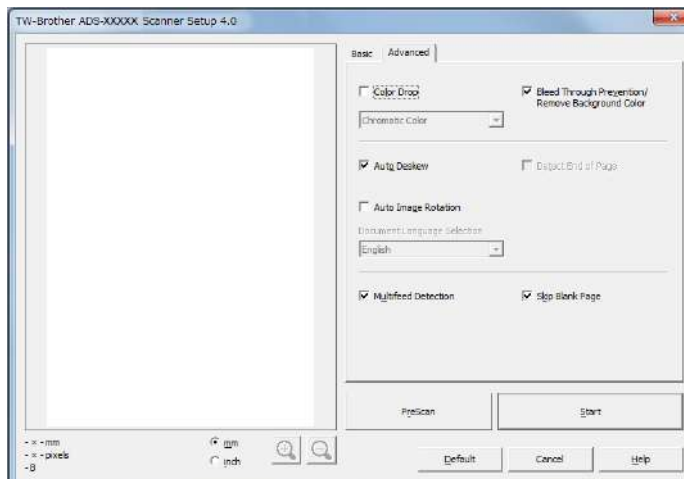 TW-Brother ADS-XXXXX Scanner Setup 4.0
Basic
Advanced
Color Drop
Chromatic Color
Bleed Through Prevention/
Remove Background Color
Auto Deskew
Detect End of Page
Auto Image Rotation
Document Language Selection
English
Multifeed Detection
Skip Blank Page
PreScan
Start
- x -mm
- x -pixels
-B
mm
inch
Default
Cancel
Help